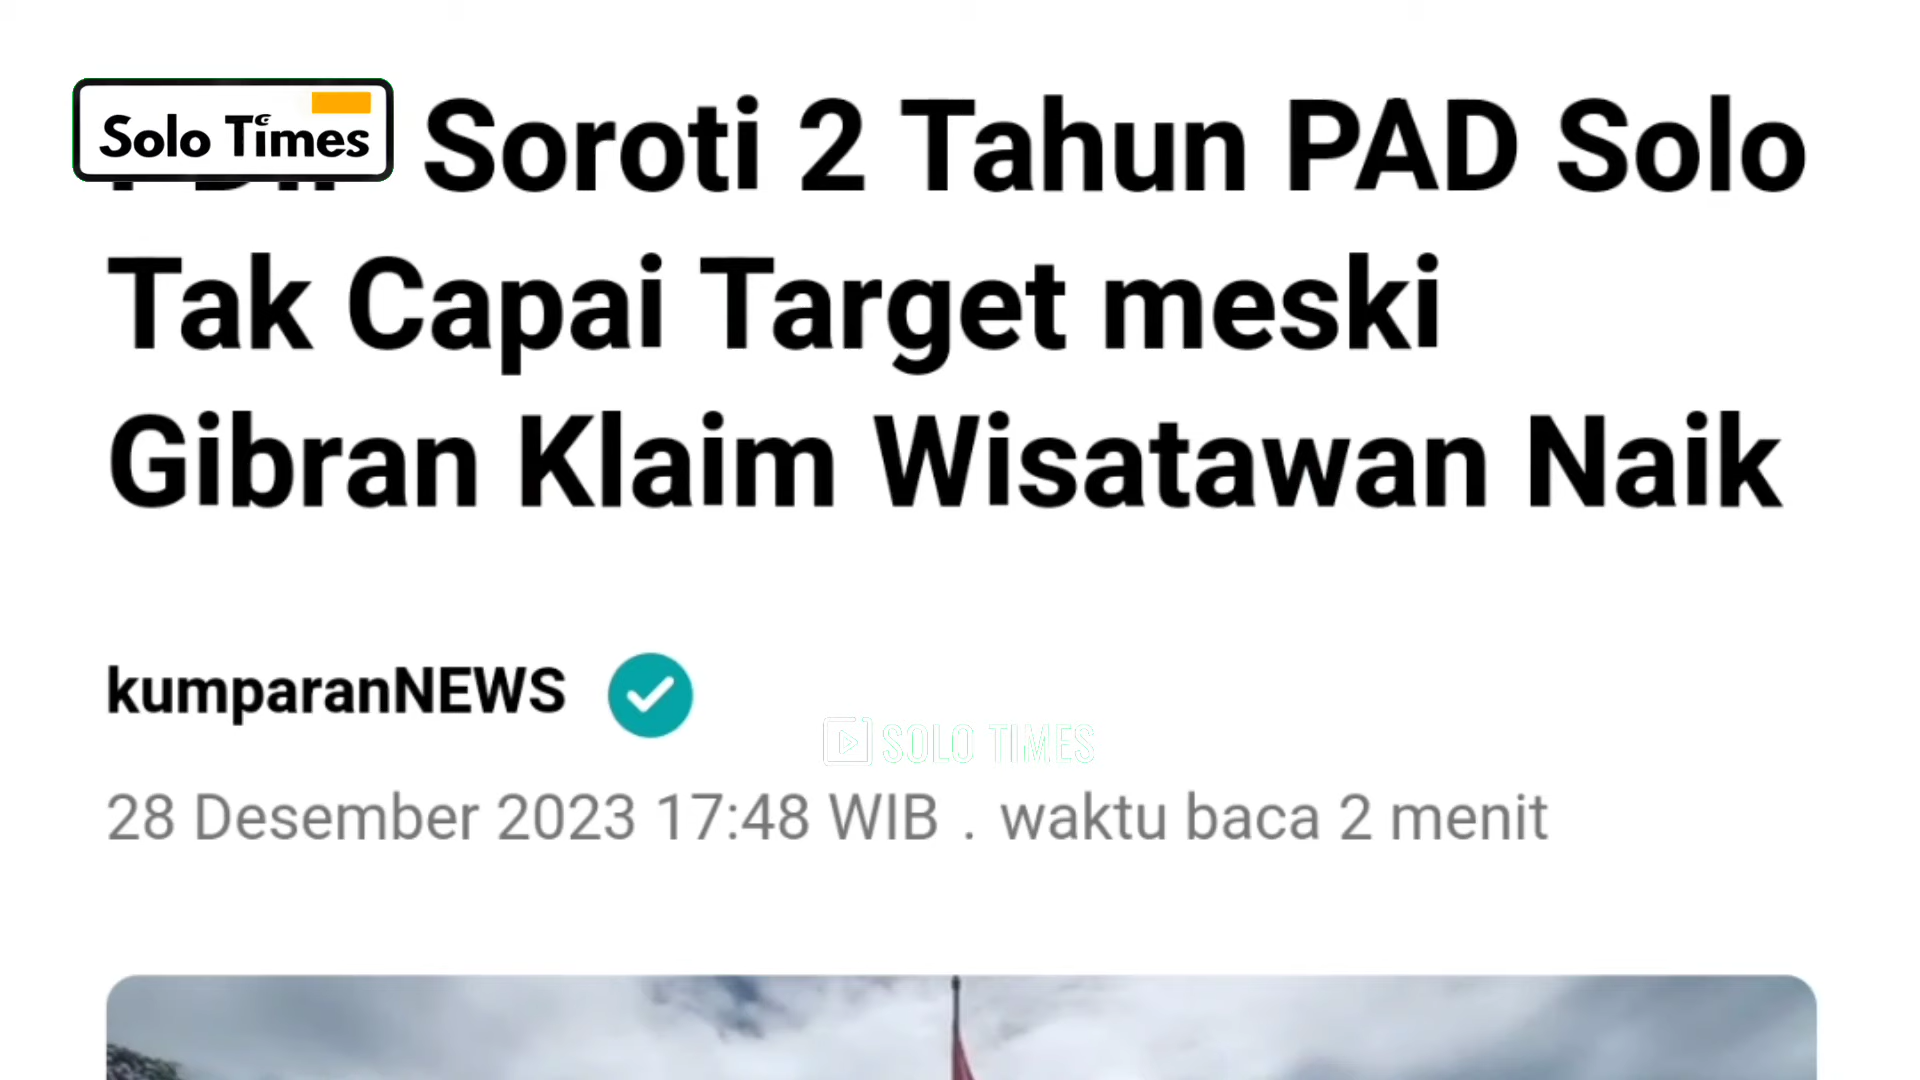 Solo Times
Soroti 2 Tahun PAD Solo
Tak Capai Target meski
Gibran Klaim Wisatawan Naik
kumparanNEWS
SOLO TIMES
28 Desember 2023 17:48 WIB . waktu baca 2 menit